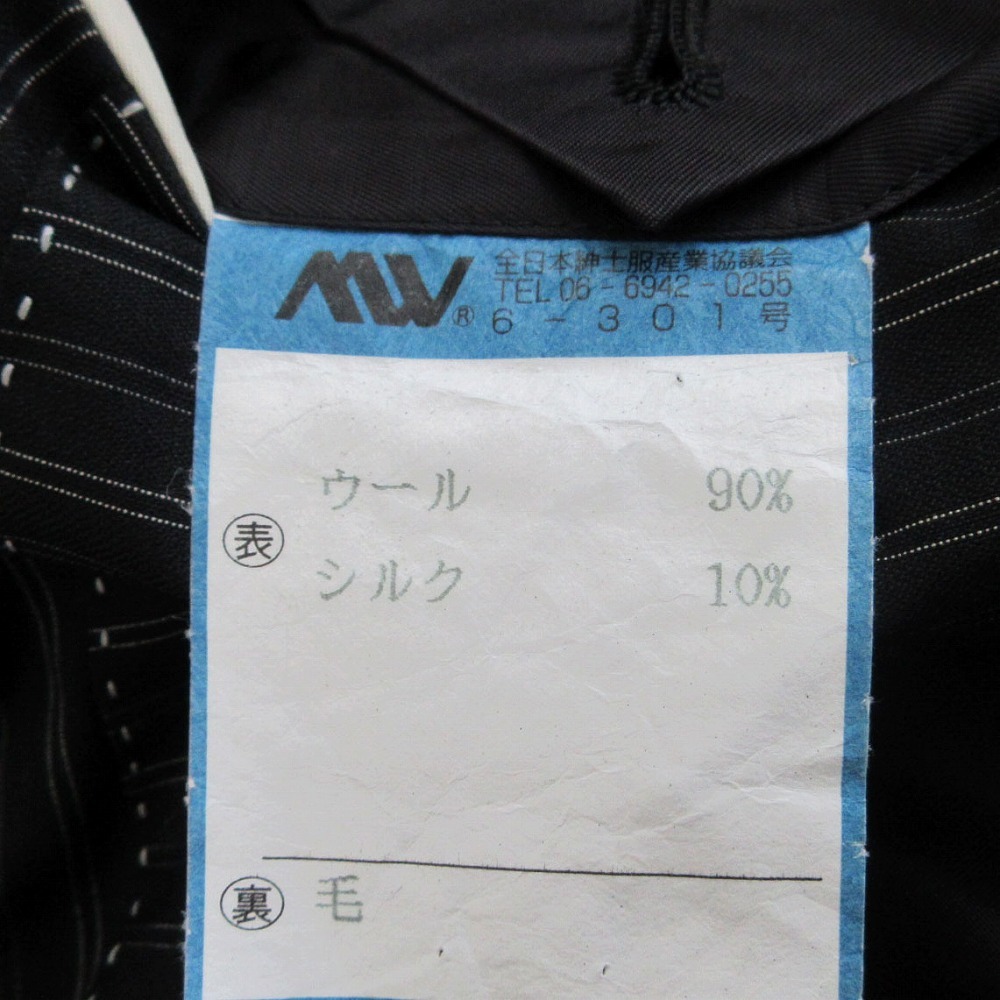 MW® 全日本紳士服産業協議会
TEL 06-6942-0255
6-301号
表
ウール 90%
シルク 10%
裏 毛